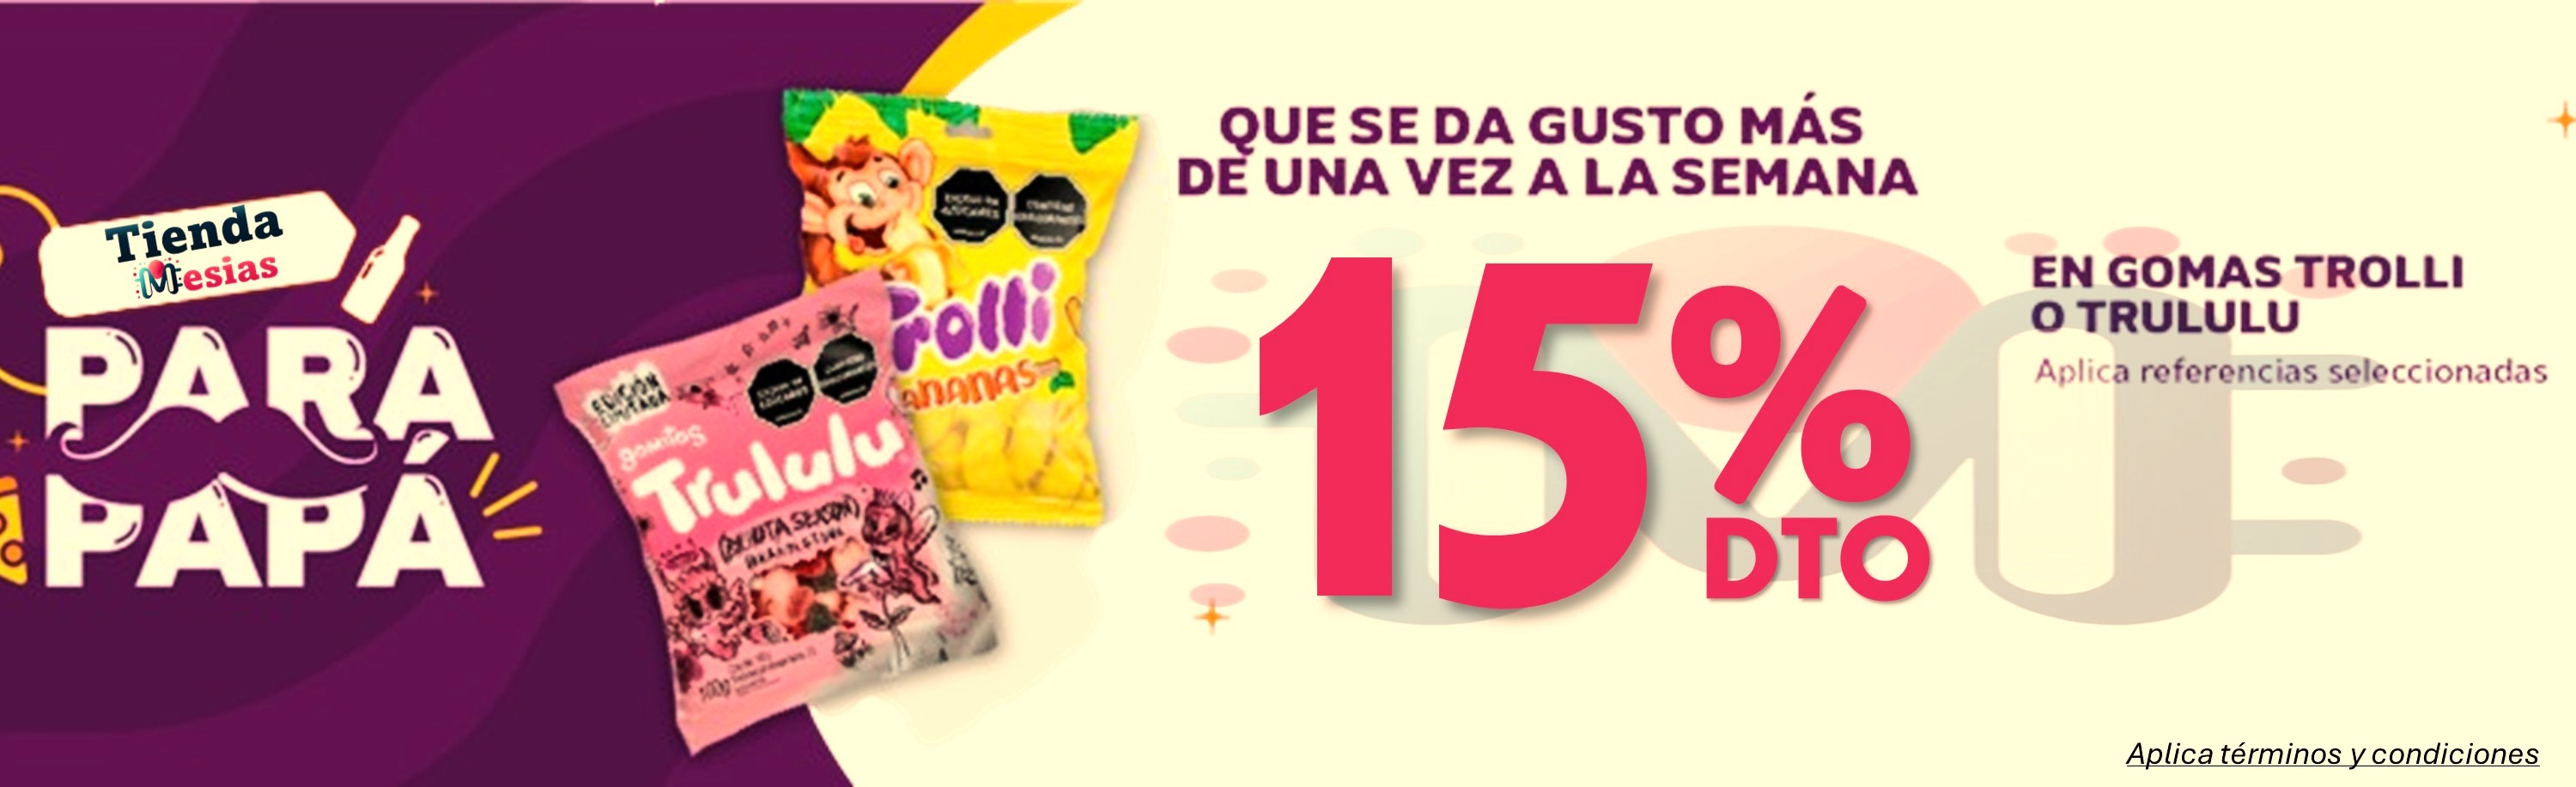 Tienda
Mesias
PARA
PAPÁ
Trolli
BANANAS
EDICIÓN
LIMITADA
gomitas
Trululu
100g
QUE SE DA GUSTO MÁS
DE UNA VEZ A LA SEMANA
15%
DTO
EN GOMAS TROLLI
O TRULULU
Aplica referencias seleccionadas
Aplica términos y condiciones